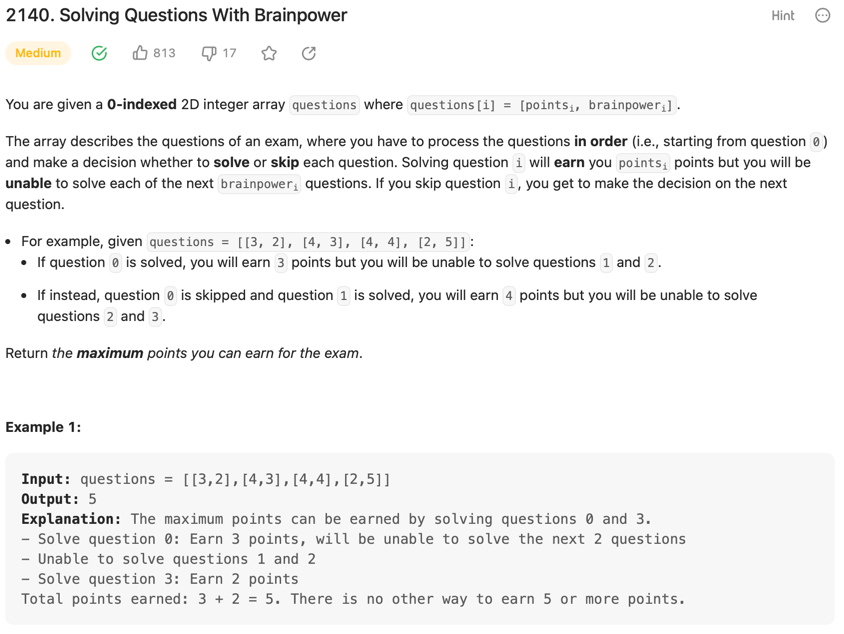 2140. Solving Questions With Brainpower
Hint
Medium 813 17
You are given a 0-indexed 2D integer array questions where questions[i] = [pointsᵢ, brainpowerᵢ].
The array describes the questions of an exam, where you have to process the questions in order (i.e., starting from question 0)
and make a decision whether to solve or skip each question. Solving question i will earn you pointsᵢ points but you will be
unable to solve each of the next brainpowerᵢ questions. If you skip question i, you get to make the decision on the next
question.
• For example, given questions = [[3, 2], [4, 3], [4, 4], [2, 5]]:
• If question 0 is solved, you will earn 3 points but you will be unable to solve questions 1 and 2.
• If instead, question 0 is skipped and question 1 is solved, you will earn 4 points but you will be unable to solve
questions 2 and 3.
Return the maximum points you can earn for the exam.
Example 1:
Input: questions = [[3,2],[4,3],[4,4],[2,5]]
Output: 5
Explanation: The maximum points can be earned by solving questions 0 and 3.
- Solve question 0: Earn 3 points, will be unable to solve the next 2 questions
- Unable to solve questions 1 and 2
- Solve question 3: Earn 2 points
Total points earned: 3 + 2 = 5. There is no other way to earn 5 or more points.